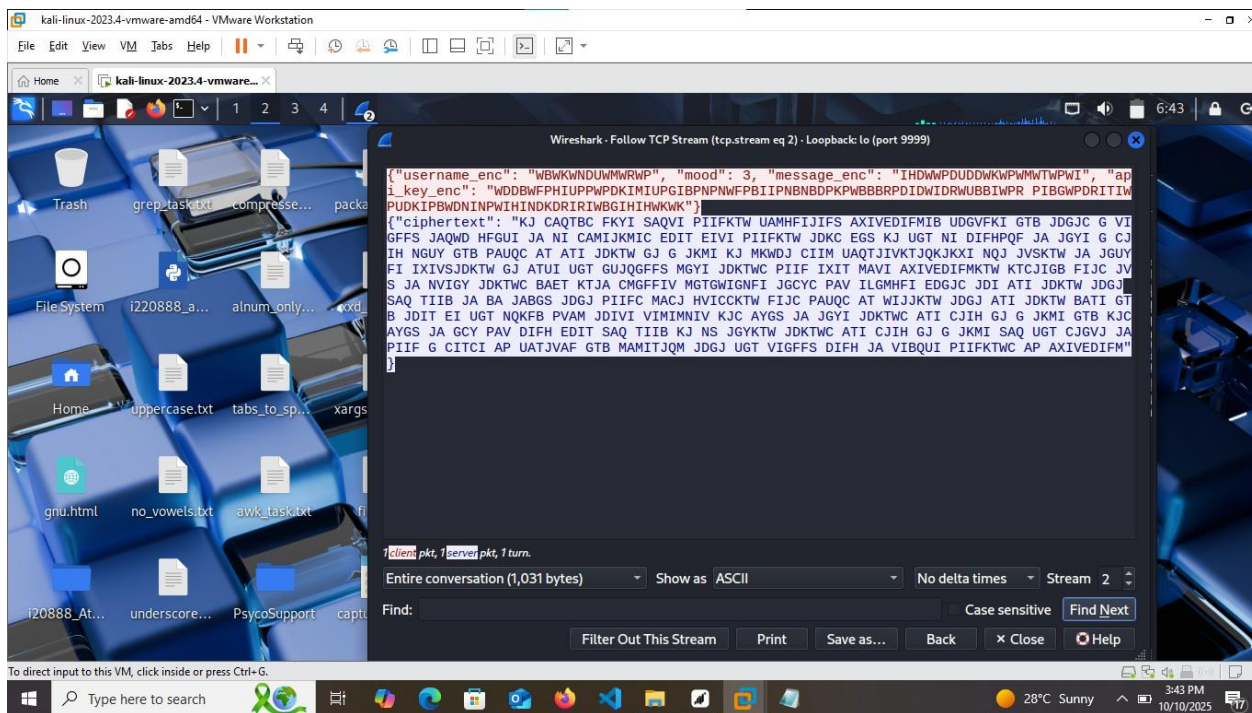 kali-linux-2023.4-vmware-amd64 - VMware Workstation
File Edit View VM Tabs Help
Home kali-linux-2023.4-vmware...
1 2 3 4 2 6:43
Wireshark · Follow TCP Stream (tcp.stream eq 2) · Loopback: lo (port 9999)
{"username_enc": "WBWKWNDUWMWRWP", "mood": 3, "message_enc": "IHDWWPDUDDWKWPWMWTWPWI", "ap
i_key_enc": "WDDBWFPHIUPPWPDKIMIUPGIBPNPNWFPBIIPNBNBDPKPWBBBRPDIDWIDRWUBBIWPR PIBGWPDRITIW
PUDKIPBWDNINPWIHINDKDRIRIWBGIHIHWKWK"}
{"ciphertext": "KJ CAQTBC FKYI SAQVI PIIFKTW UAMHFIJIFS AXIVEDIFMIB UDGVFKI GTB JDGJC G VI
GFFS JAQWD HFGUI JA NI CAMIJKMIC EDIT EIVI PIIFKTW JDKC EGS KJ UGT NI DIFHPQF JA JGYI G CJ
IH NGUY GTB PAUQC AT ATI JDKTW GJ G JKMI KJ MKWDJ CIIM UAQTJIVKTJQKJKXI NQJ JVSKTW JA JGUY
FI IXIVSJDKTW GJ ATUI UGT GUJQGFFS MGYI JDKTWC PIIF IXIT MAVI AXIVEDIFMKTW KTCJIGB FIJC JV
S JA NVIGY JDKTWC BAET KTJA CMGFFIV MGTGWIGNFI JGCYC PAV ILGMHFI EDGJC JDI ATI JDKTW JDGJ
SAQ TIIB JA BA JABGS JDGJ PIIFC MACJ HVICCKTW FIJC PAUQC AT WIJJKTW JDGJ ATI JDKTW BATI GT
B JDIT EI UGT NQKFB PVAM JDIVI VIMIMNIV KJC AYGS JA JGYI JDKTWC ATI CJIH GJ G JKMI GTB KJC
AYGS JA GCY PAV DIFH EDIT SAQ TIIB KJ NS JGYKTW JDKTWC ATI CJIH GJ G JKMI SAQ UGT CJGVJ JA
PIIF G CITCI AP UATJVAF GTB MAMITJQM JDGJ UGT VIGFFS DIFH JA VIBQUI PIIFKTWC AP AXIVEDIFM"
}
Trash grep_task.txt compresse... packa
File System i220888_a... alnum_only... xxd_
Home uppercase.txt tabs_to_sp... xargs
gnu.html no_vowels.txt awk_task.txt fi
i20888_At... underscore... PsycoSupport captu
1 client pkt, 1 server pkt, 1 turn.
Entire conversation (1,031 bytes) Show as ASCII No delta times Stream 2
Find: Case sensitive Find Next
Filter Out This Stream Print Save as... Back × Close Help
To direct input to this VM, click inside or press Ctrl+G.
Type here to search 28°C Sunny 3:43 PM
10/10/2025 17